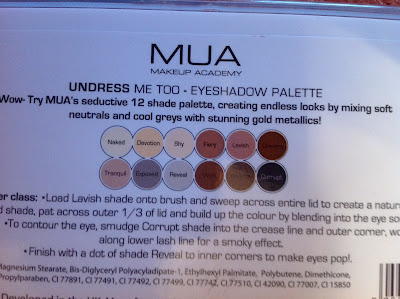 MUA
MAKEUP ACADEMY
UNDRESS ME TOO - EYESHADOW PALETTE
Wow- Try MUA's seductive 12 shade palette, creating endless looks by mixing soft
neutrals and cool greys with stunning gold metallics!
Naked Devotion Shy Fiery Lavish
Tranquil Exposed Reveal Corrupt
er class: •Load Lavish shade onto brush and sweep across entire lid to create a natur
d shade, pat across outer 1/3 of lid and build up the colour by blending into the eye so
•To contour the eye, smudge Corrupt shade into the crease line and outer corner, wo
along lower lash line for a smoky effect.
•Finish with a dot of shade Reveal to inner corners to make eyes pop!
Magnesium Stearate, Bis-Diglyceryl Polyacyladipate-1, Ethylhexyl Palmitate, Polybutene, Dimethicone,
Propylparaben, CI 77891, CI 77491, CI 77492, CI 77499, CI 77742, CI 77510, CI 42090, CI 77007, CI 15850